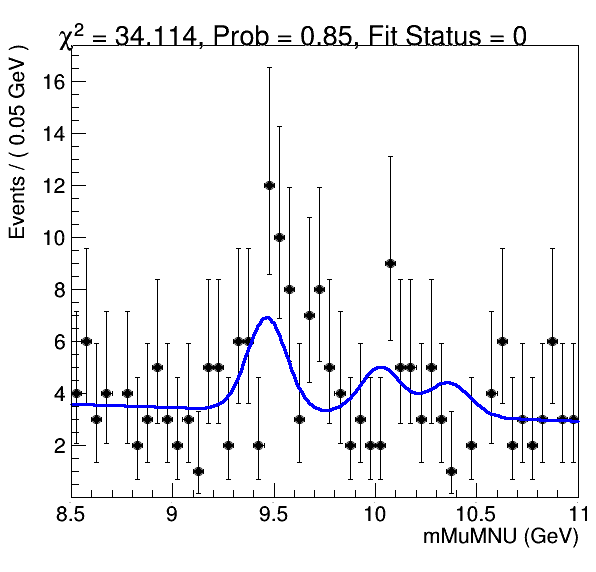 χ² = 34.114, Prob = 0.85, Fit Status = 0
Events / ( 0.05 GeV )
16
14
12
10
8
6
4
2
8.5 9 9.5 10 10.5 11
mMuMNU (GeV)